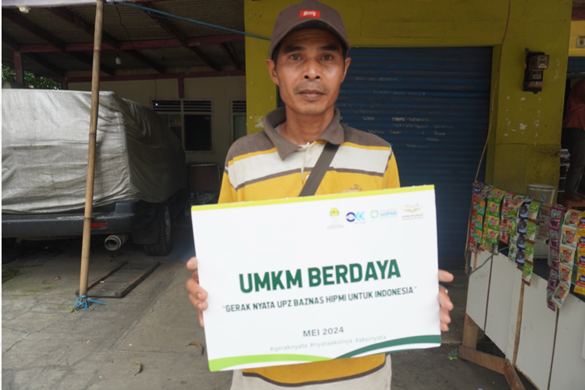 UMKM BERDAYA
"GERAK NYATA UPZ BAZNAS HIPMI UNTUK INDONESIA"
MEI 2024